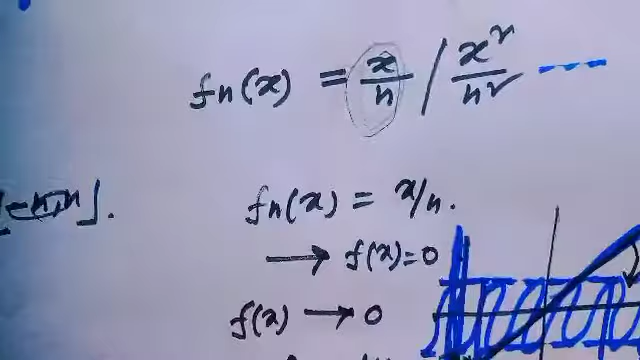 fn(x) = x/n / x²/n² ----
fn(x) = x/n.
→ f(x)=0
f(x) → 0